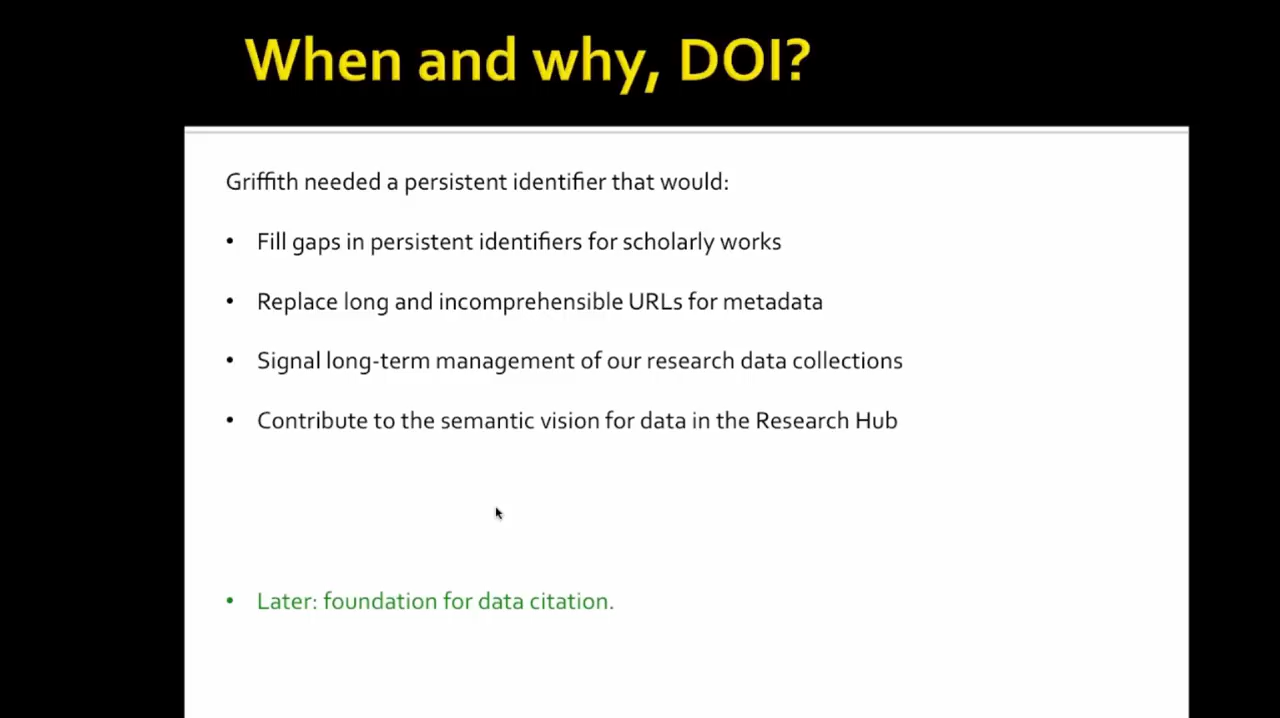 When and why, DOI?
Griffith needed a persistent identifier that would:
• Fill gaps in persistent identifiers for scholarly works
• Replace long and incomprehensible URLs for metadata
• Signal long-term management of our research data collections
• Contribute to the semantic vision for data in the Research Hub
• Later: foundation for data citation.